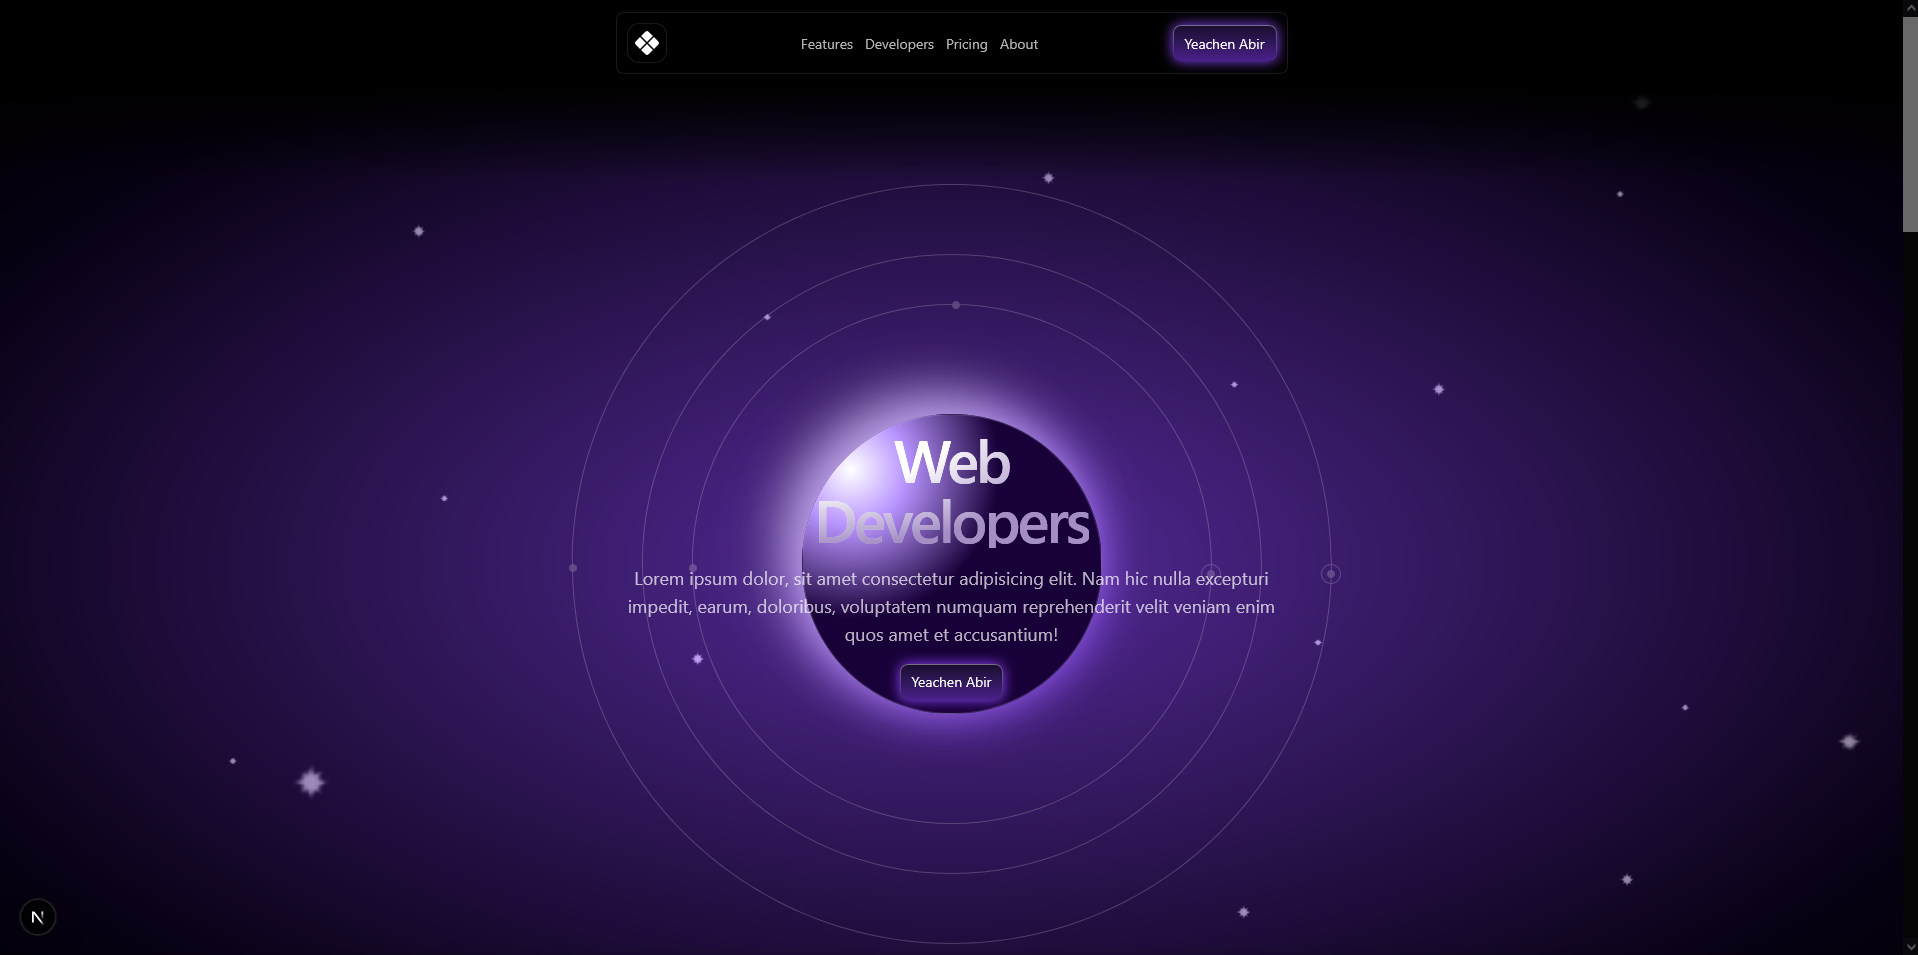 Features Developers Pricing About
Yeachen Abir
Web
Developers
Lorem ipsum dolor, sit amet consectetur adipisicing elit. Nam hic nulla excepturi
impedit, earum, doloribus, voluptatem numquam reprehenderit velit veniam enim
quos amet et accusantium!
Yeachen Abir
N